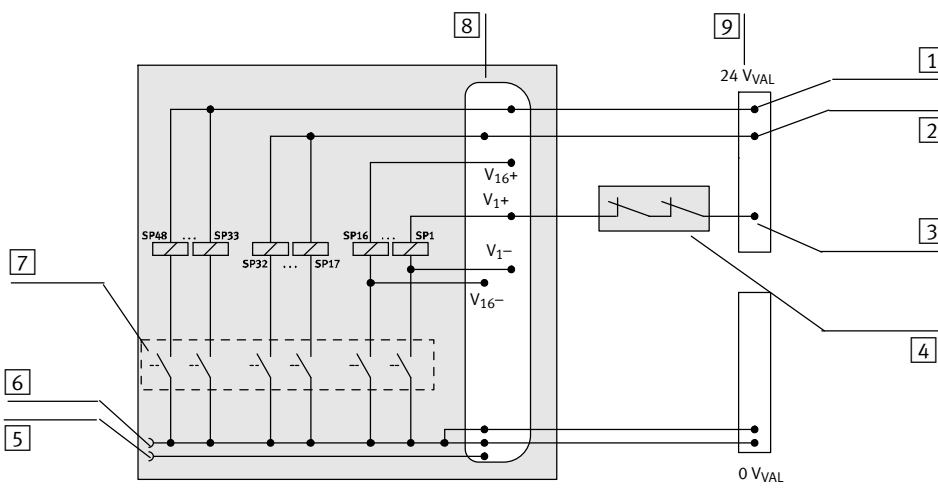 8
9
1
24 VVAL
2
V16+
V1+
SP48 ... SP33
SP16 ... SP1
3
SP32 ... SP17
V1–
7
V16–
4
6
5
0 VVAL